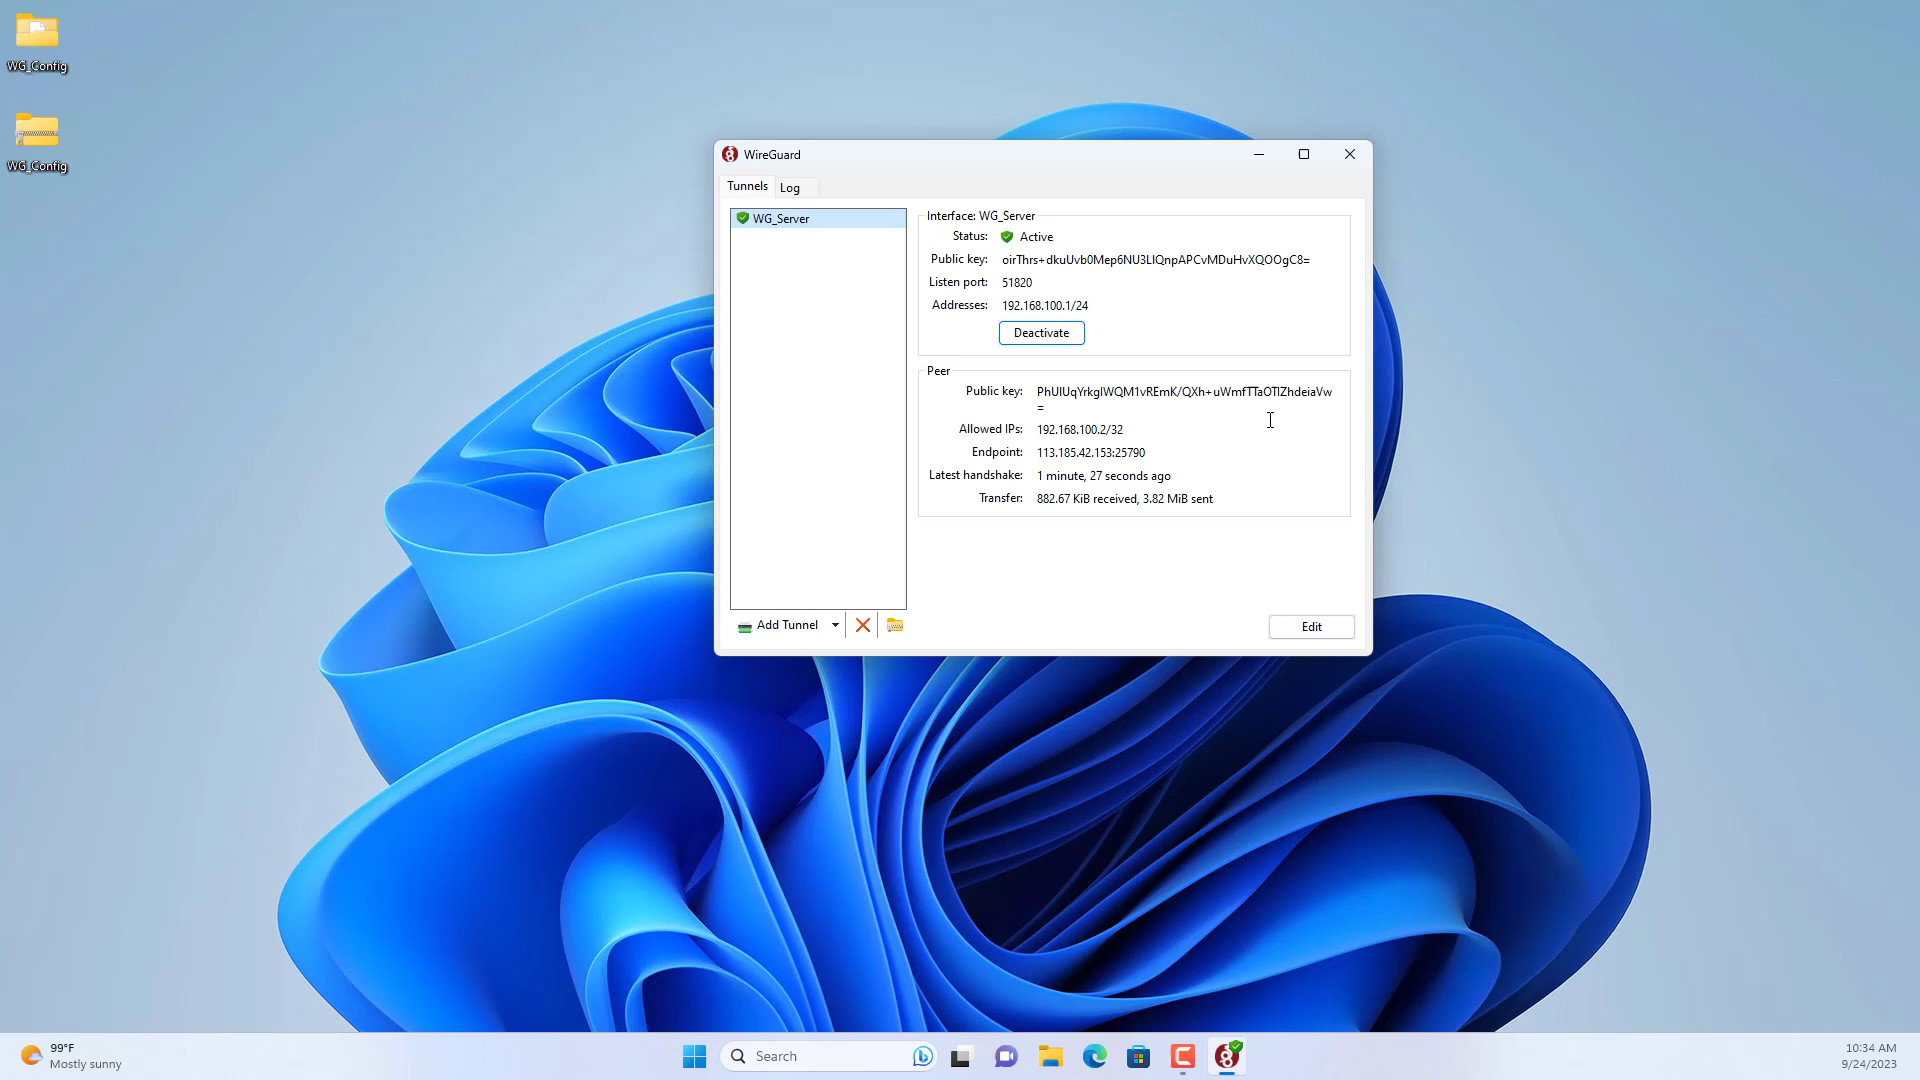 WG_Config
WG_Config
WireGuard
Tunnels
Log
WG_Server
Interface: WG_Server
Status: Active
Public key: oirThrs+dkuUvb0Mep6NU3LlQnpAPCvMDuHvXQOOgC8=
Listen port: 51820
Addresses: 192.168.100.1/24
Deactivate
Peer
Public key: PhUlUqYrkglWQM1vREmK/QXh+uWmfTTaOTlZhdeiaVw
=
Allowed IPs: 192.168.100.2/32
Endpoint: 113.185.42.153:25790
Latest handshake: 1 minute, 27 seconds ago
Transfer: 882.67 KiB received, 3.82 MiB sent
Add Tunnel
Edit
99°F
Mostly sunny
Search
10:34 AM
9/24/2023